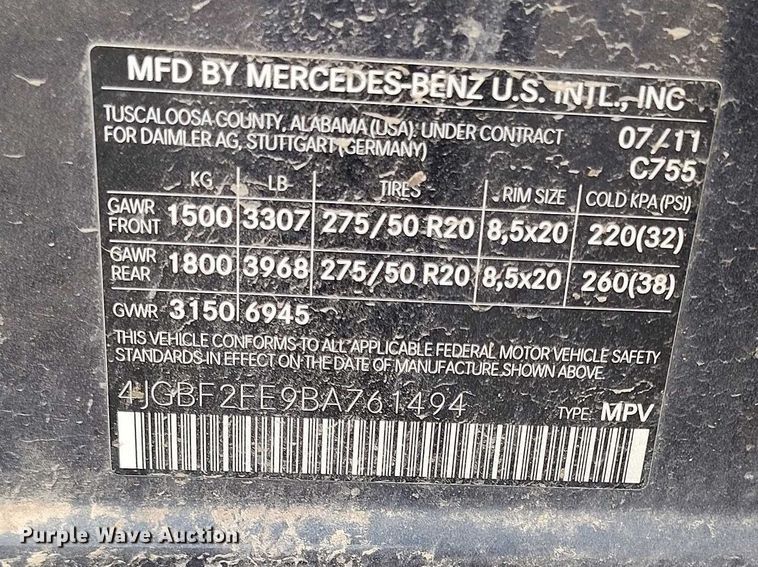 MFD BY MERCEDES-BENZ U.S. INTL., INC
TUSCALOOSA COUNTY, ALABAMA (USA). UNDER CONTRACT 07/11
FOR DAIMLER AG, STUTTGART (GERMANY) C755
KG LB TIRES RIM SIZE COLD KPA (PSI)
GAWR FRONT 1500 3307 275/50 R20 8,5x20 220(32)
GAWR REAR 1800 3968 275/50 R20 8,5x20 260(38)
GVWR 3150 6945
THIS VEHICLE CONFORMS TO ALL APPLICABLE FEDERAL MOTOR VEHICLE SAFETY
STANDARDS IN EFFECT ON THE DATE OF MANUFACTURE SHOWN ABOVE.
4JGBF2FE9BA761494 TYPE: MPV
Purple Wave Auction